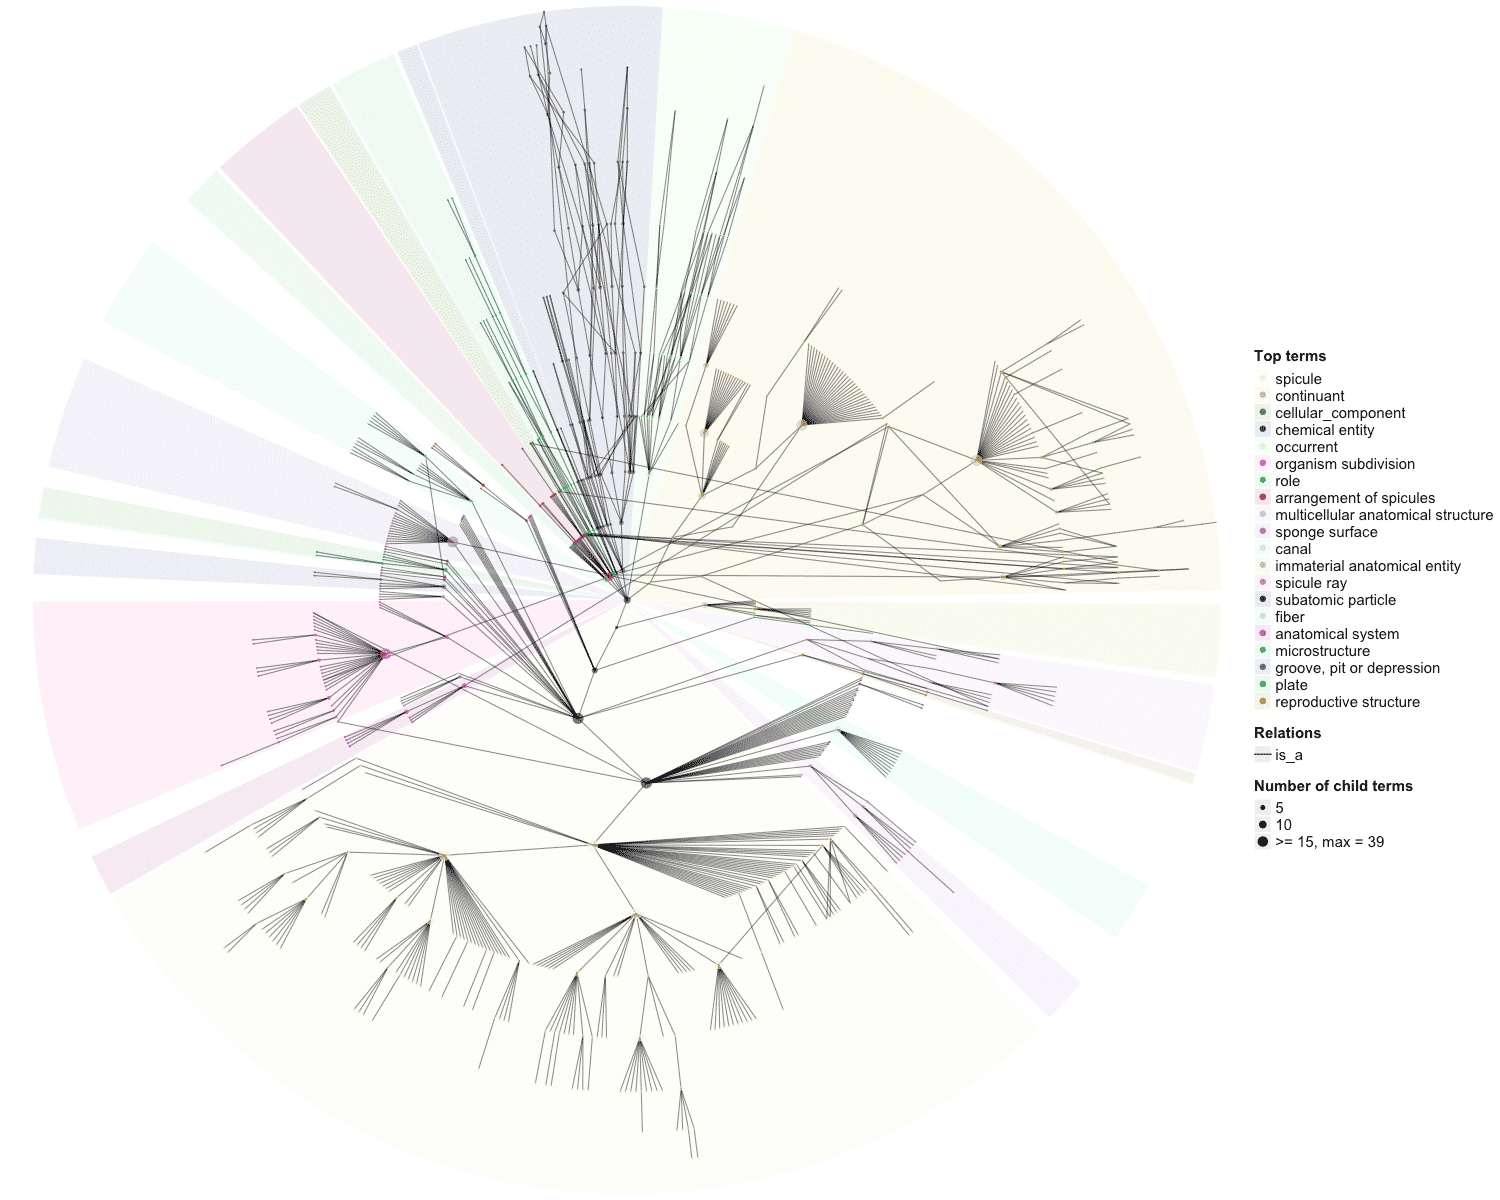 Top terms
spicule
continuant
cellular_component
chemical entity
occurrent
organism subdivision
role
arrangement of spicules
multicellular anatomical structure
sponge surface
canal
immaterial anatomical entity
spicule ray
subatomic particle
fiber
anatomical system
microstructure
groove, pit or depression
plate
reproductive structure
Relations
is_a
Number of child terms
5
10
>= 15, max = 39